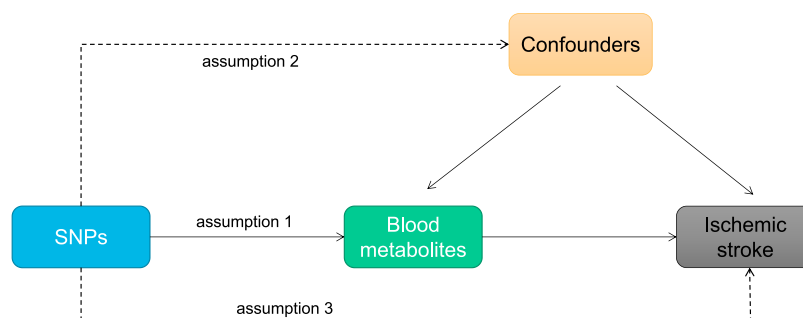 Confounders
assumption 2
SNPs
assumption 1
Blood
metabolites
Ischemic
stroke
assumption 3